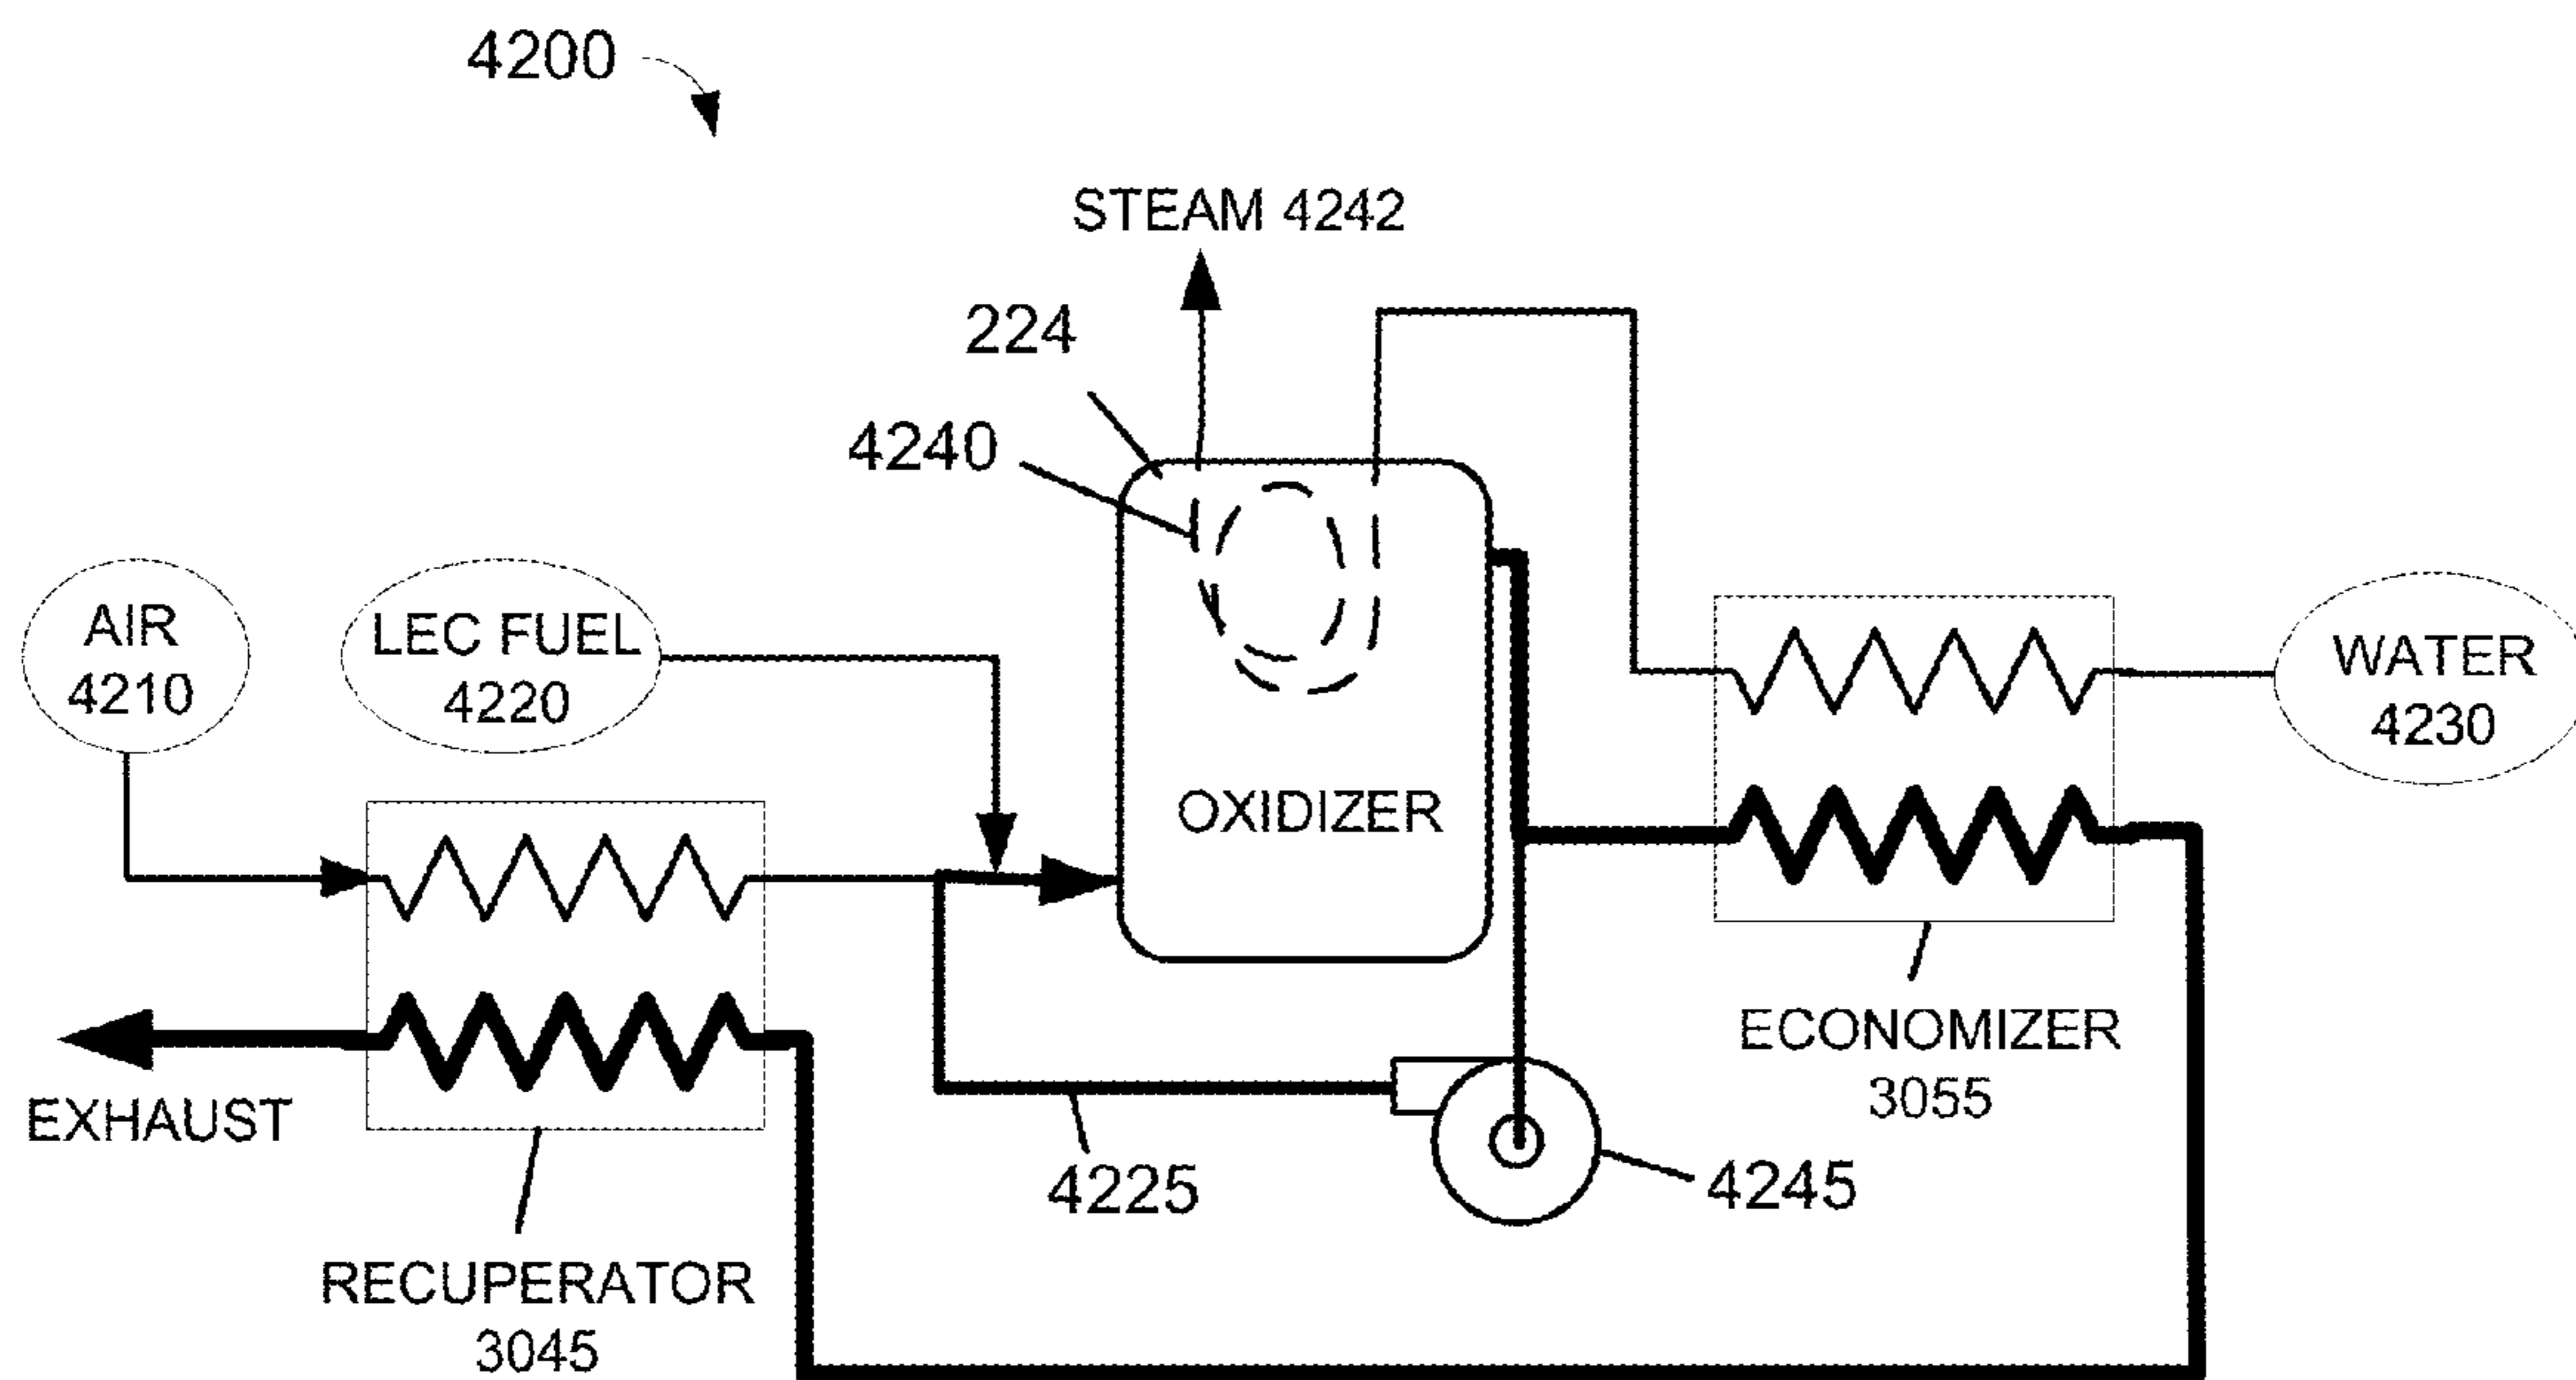 4200
STEAM 4242
224
4240
AIR
4210
LEC FUEL
4220
WATER
4230
OXIDIZER
ECONOMIZER
3055
EXHAUST
4225
4245
RECUPERATOR
3045